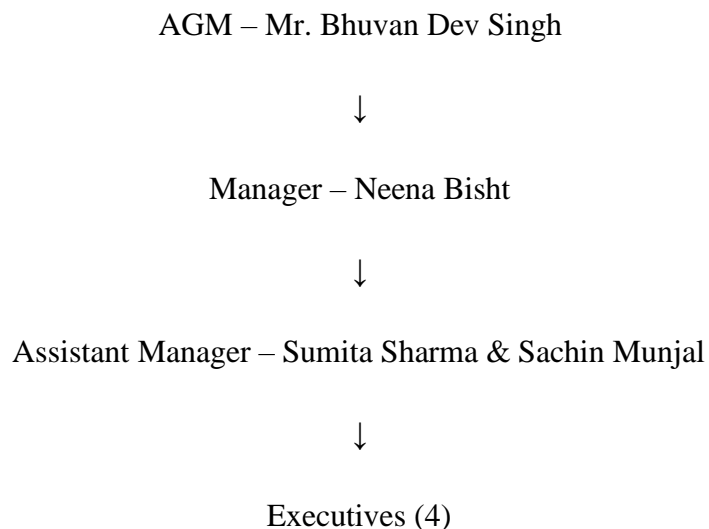 AGM – Mr. Bhuvan Dev Singh
↓
Manager – Neena Bisht
↓
Assistant Manager – Sumita Sharma & Sachin Munjal
↓
Executives (4)